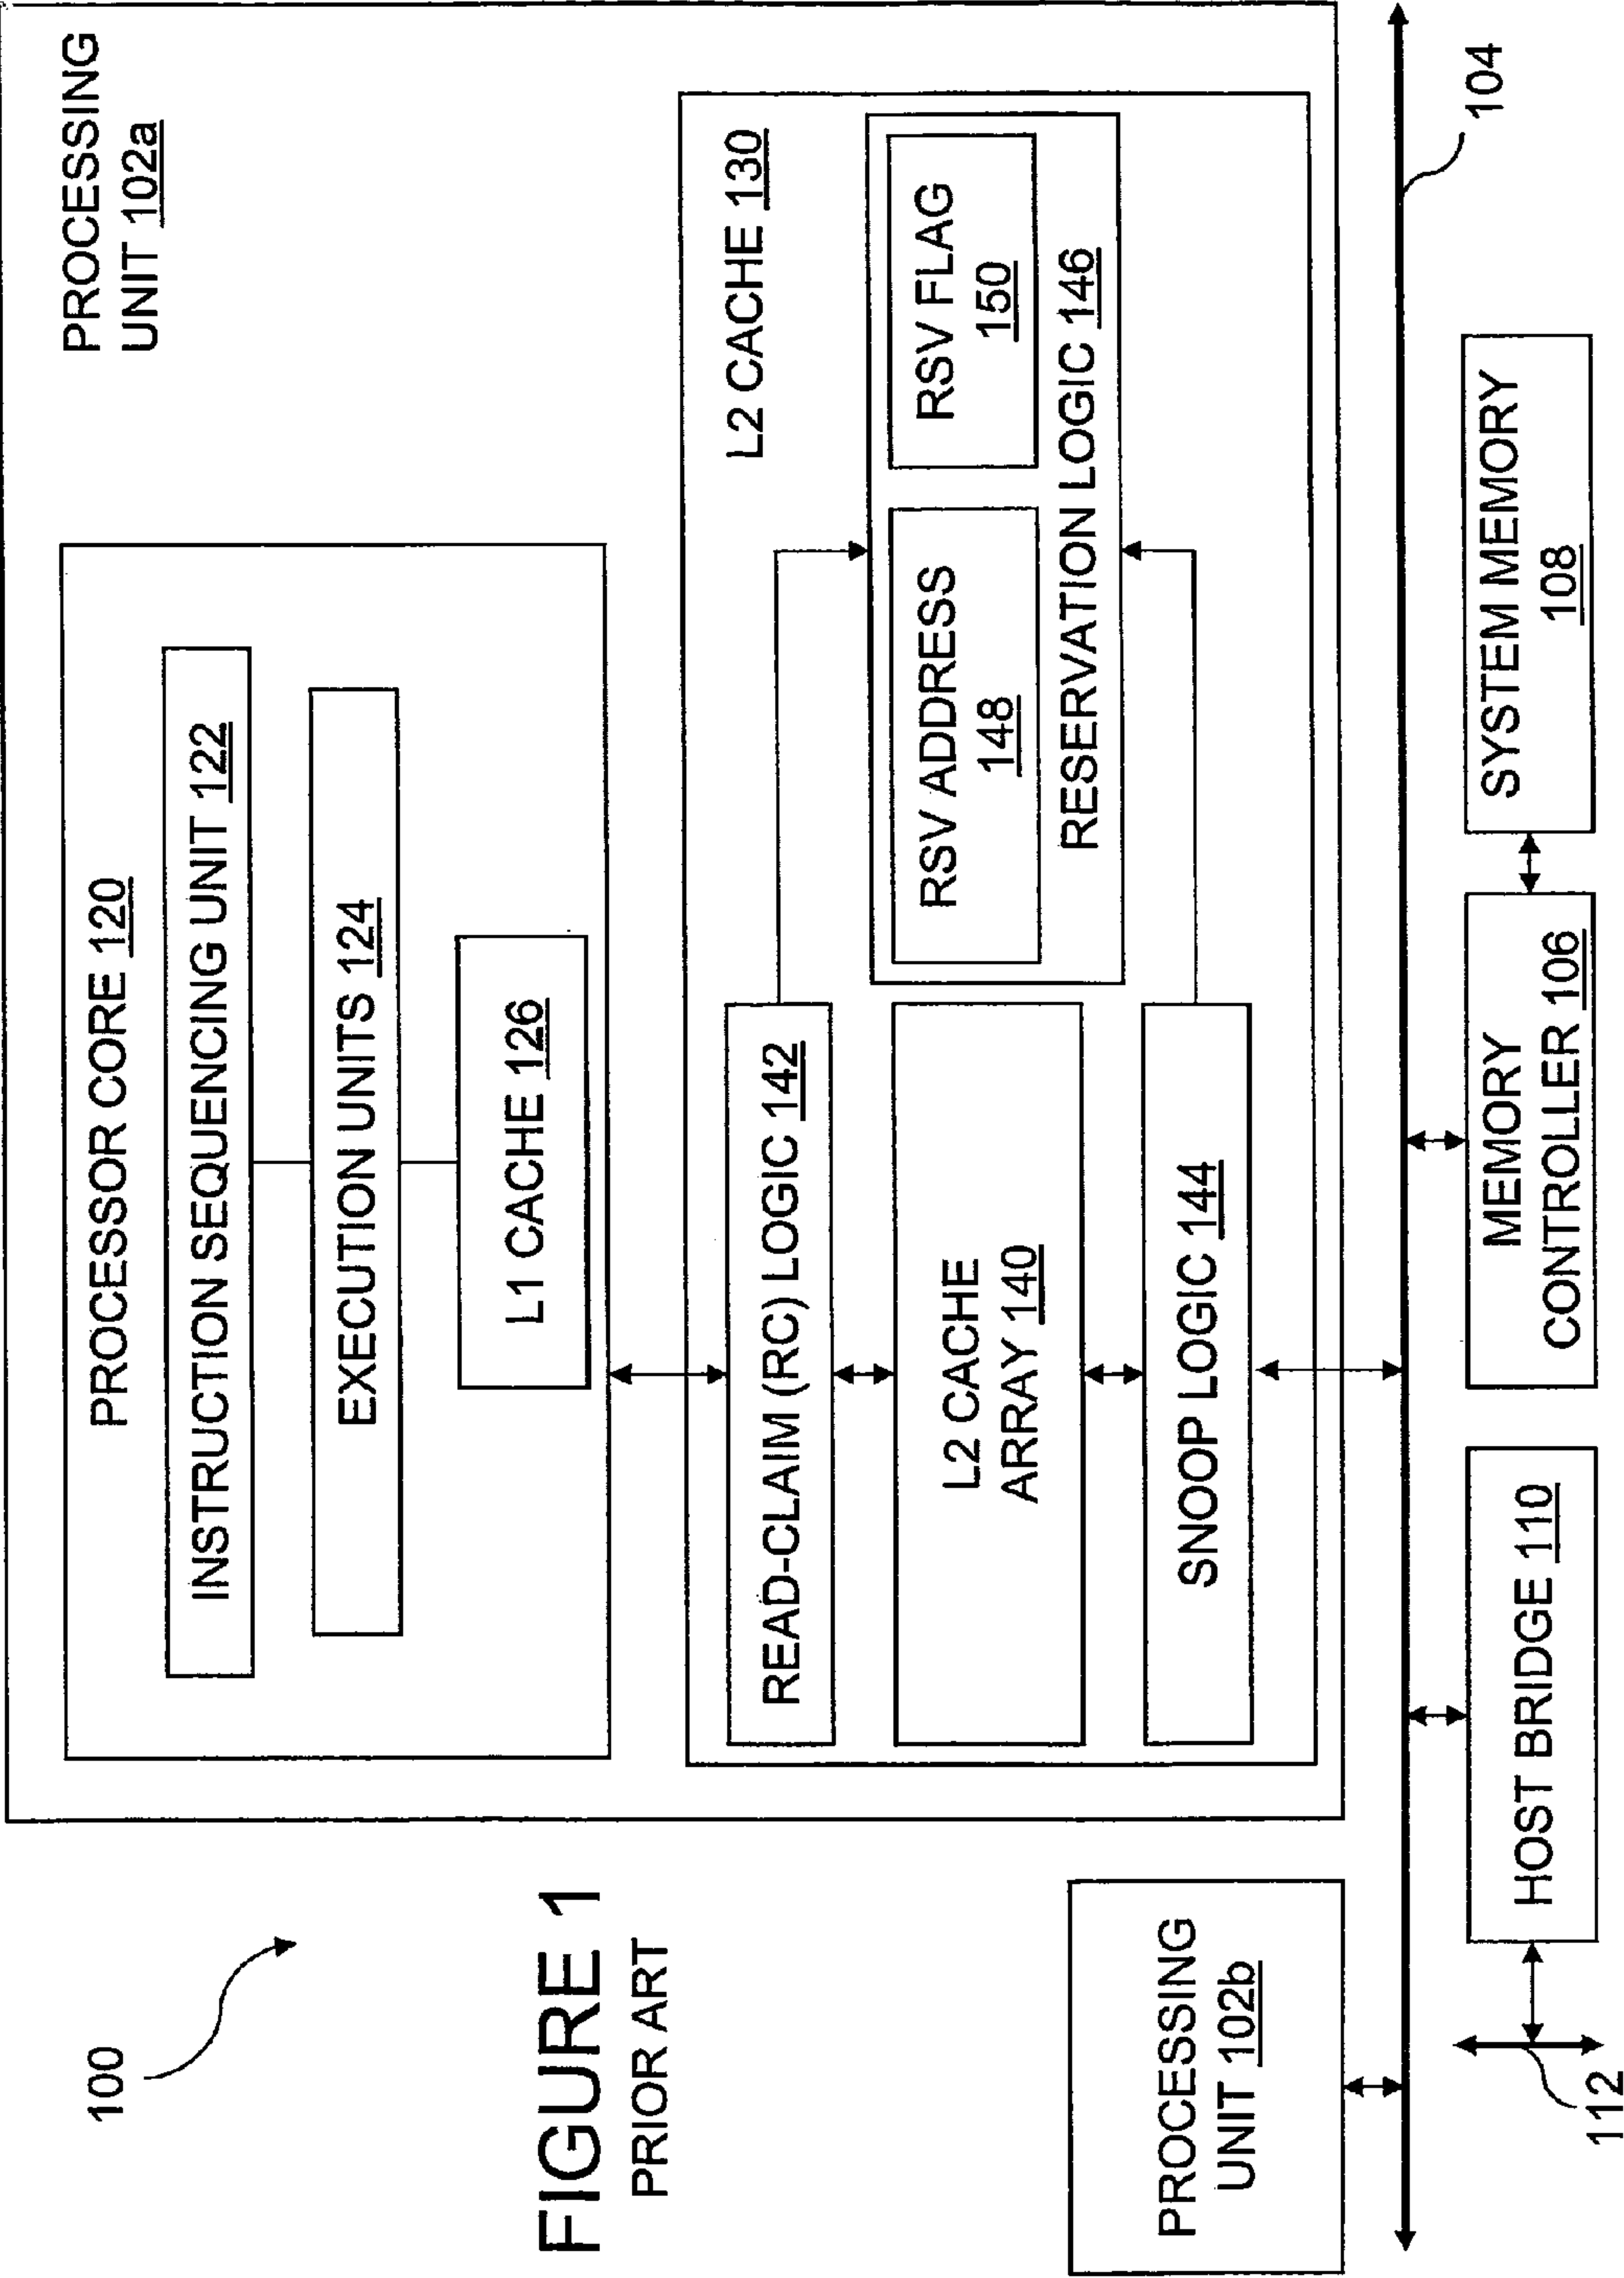 100
FIGURE 1
PRIOR ART
PROCESSING
UNIT 102a
PROCESSOR CORE 120
INSTRUCTION SEQUENCING UNIT 122
EXECUTION UNITS 124
L1 CACHE 126
L2 CACHE 130
READ-CLAIM (RC) LOGIC 142
L2 CACHE
ARRAY 140
SNOOP LOGIC 144
RSV ADDRESS
148
RSV FLAG
150
RESERVATION LOGIC 146
PROCESSING
UNIT 102b
104
HOST BRIDGE 110
112
MEMORY
CONTROLLER 106
SYSTEM MEMORY
108